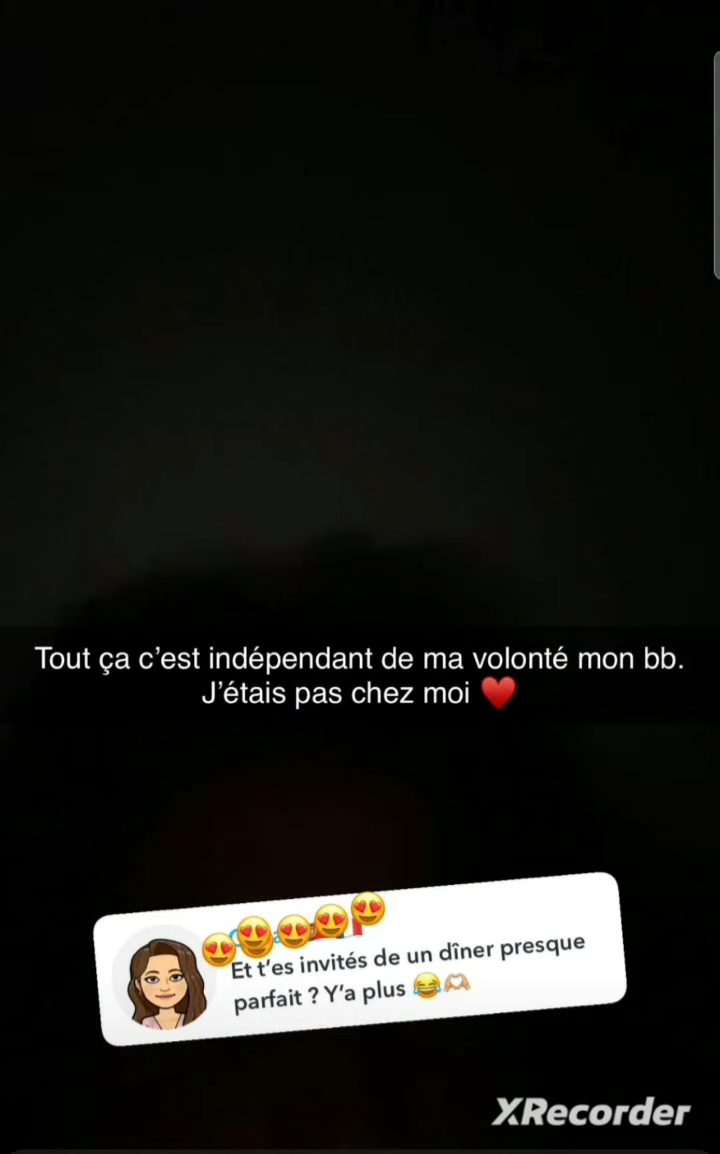 Tout ça c’est indépendant de ma volonté mon bb.
J’étais pas chez moi ♥️
Et t’es invités de un dîner presque
parfait ? Y’a plus 😂🫶🏼
XRecorder